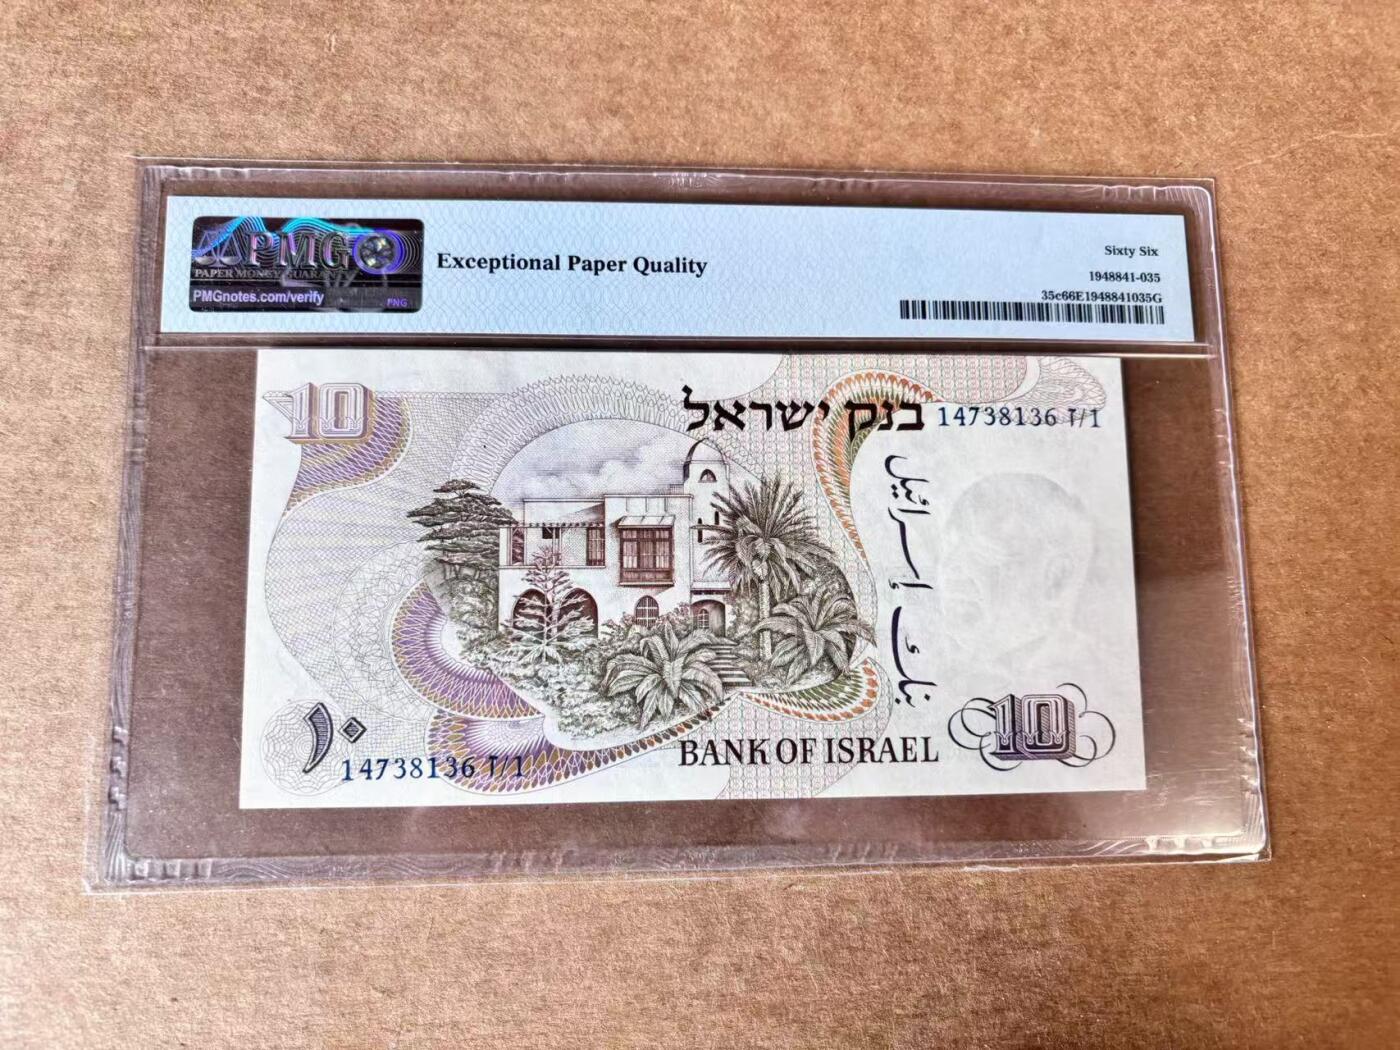 PMG
PAPER MONEY GUARANTY
PMGnotes.com/verify
PNG
Exceptional Paper Quality
Sixty Six
1948841-035
35c66E1948841035G
10
בנק ישראל
14738136 ז/1
بنك إسرائيل
١٠
14738136 ז/1
BANK OF ISRAEL
10